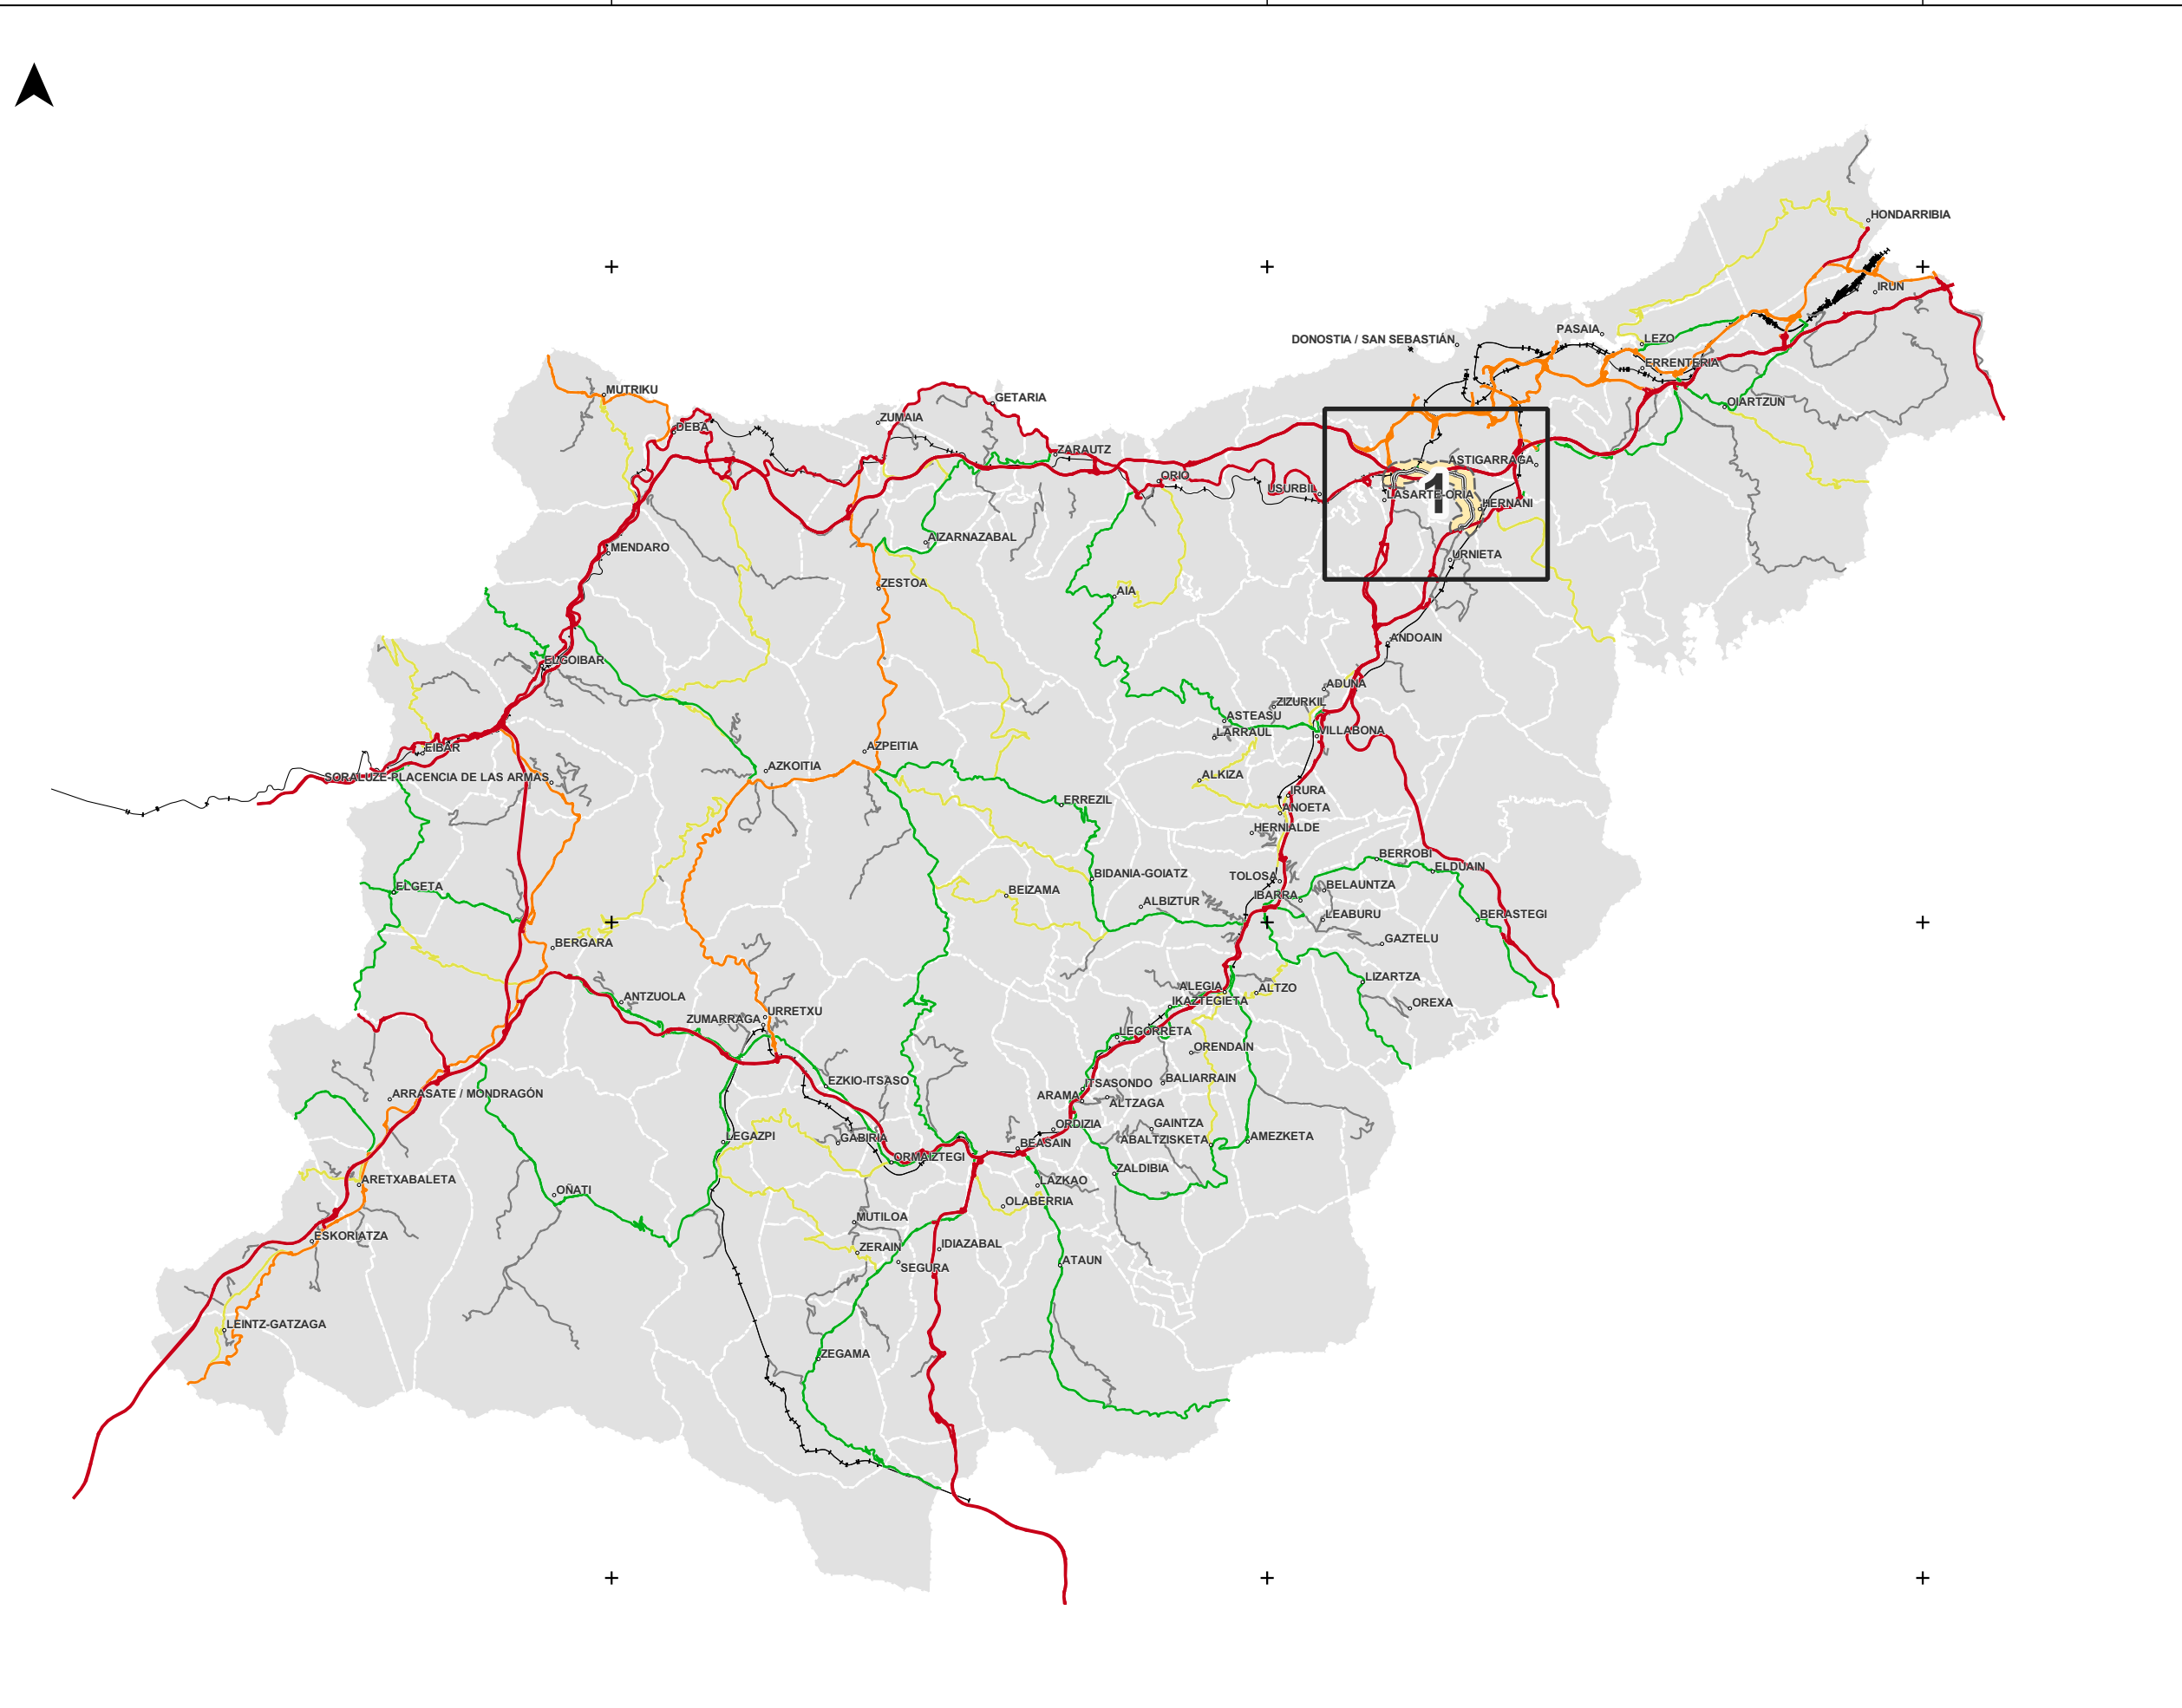 HONDARRIBIA
IRUN
PASAIA
DONOSTIA / SAN SEBASTIÁN
LEZO
ERRENTERIA
MUTRIKU
GETARIA
OIARTZUN
ZUMAIA
DEBA
ZARAUTZ
ASTIGARRAGA
ORIO
USURBIL
LASARTE-ORIA
1
HERNANI
AIZARNAZABAL
MENDARO
URNIETA
ZESTOA
AIA
ANDOAIN
ELGOIBAR
ADUNA
ZIZURKIL
ASTEASU
LARRAUL
VILLABONA
EIBAR
AZPEITIA
AZKOITIA
SORALUZE-PLACENCIA DE LAS ARMAS
ALKIZA
IRURA
ERREZIL
ANOETA
HERNIALDE
BERROBI
ELDUAIN
BIDANIA-GOIATZ
TOLOSA
ELGETA
BEIZAMA
BELAUNTZA
IBARRA
ALBIZTUR
LEABURU
BERASTEGI
GAZTELU
BERGARA
LIZARTZA
ALEGIA
ALTZO
ANTZUOLA
IKAZTEGIETA
OREXA
URRETXU
ZUMARRAGA
LEGORRETA
ORENDAIN
EZKIO-ITSASO
ITSASONDO
BALIARRAIN
ARRASATE / MONDRAGÓN
ARAMA
ALTZAGA
ORDIZIA
GAINTZA
LEGAZPI
GABIRIA
BEASAIN
ABALTZISKETA
AMEZKETA
ORMAIZTEGI
ZALDIBIA
ARETXABALETA
LAZKAO
OÑATI
OLABERRIA
MUTILOA
ESKORIATZA
ZERAIN
IDIAZABAL
SEGURA
ATAUN
LEINTZ-GATZAGA
ZEGAMA